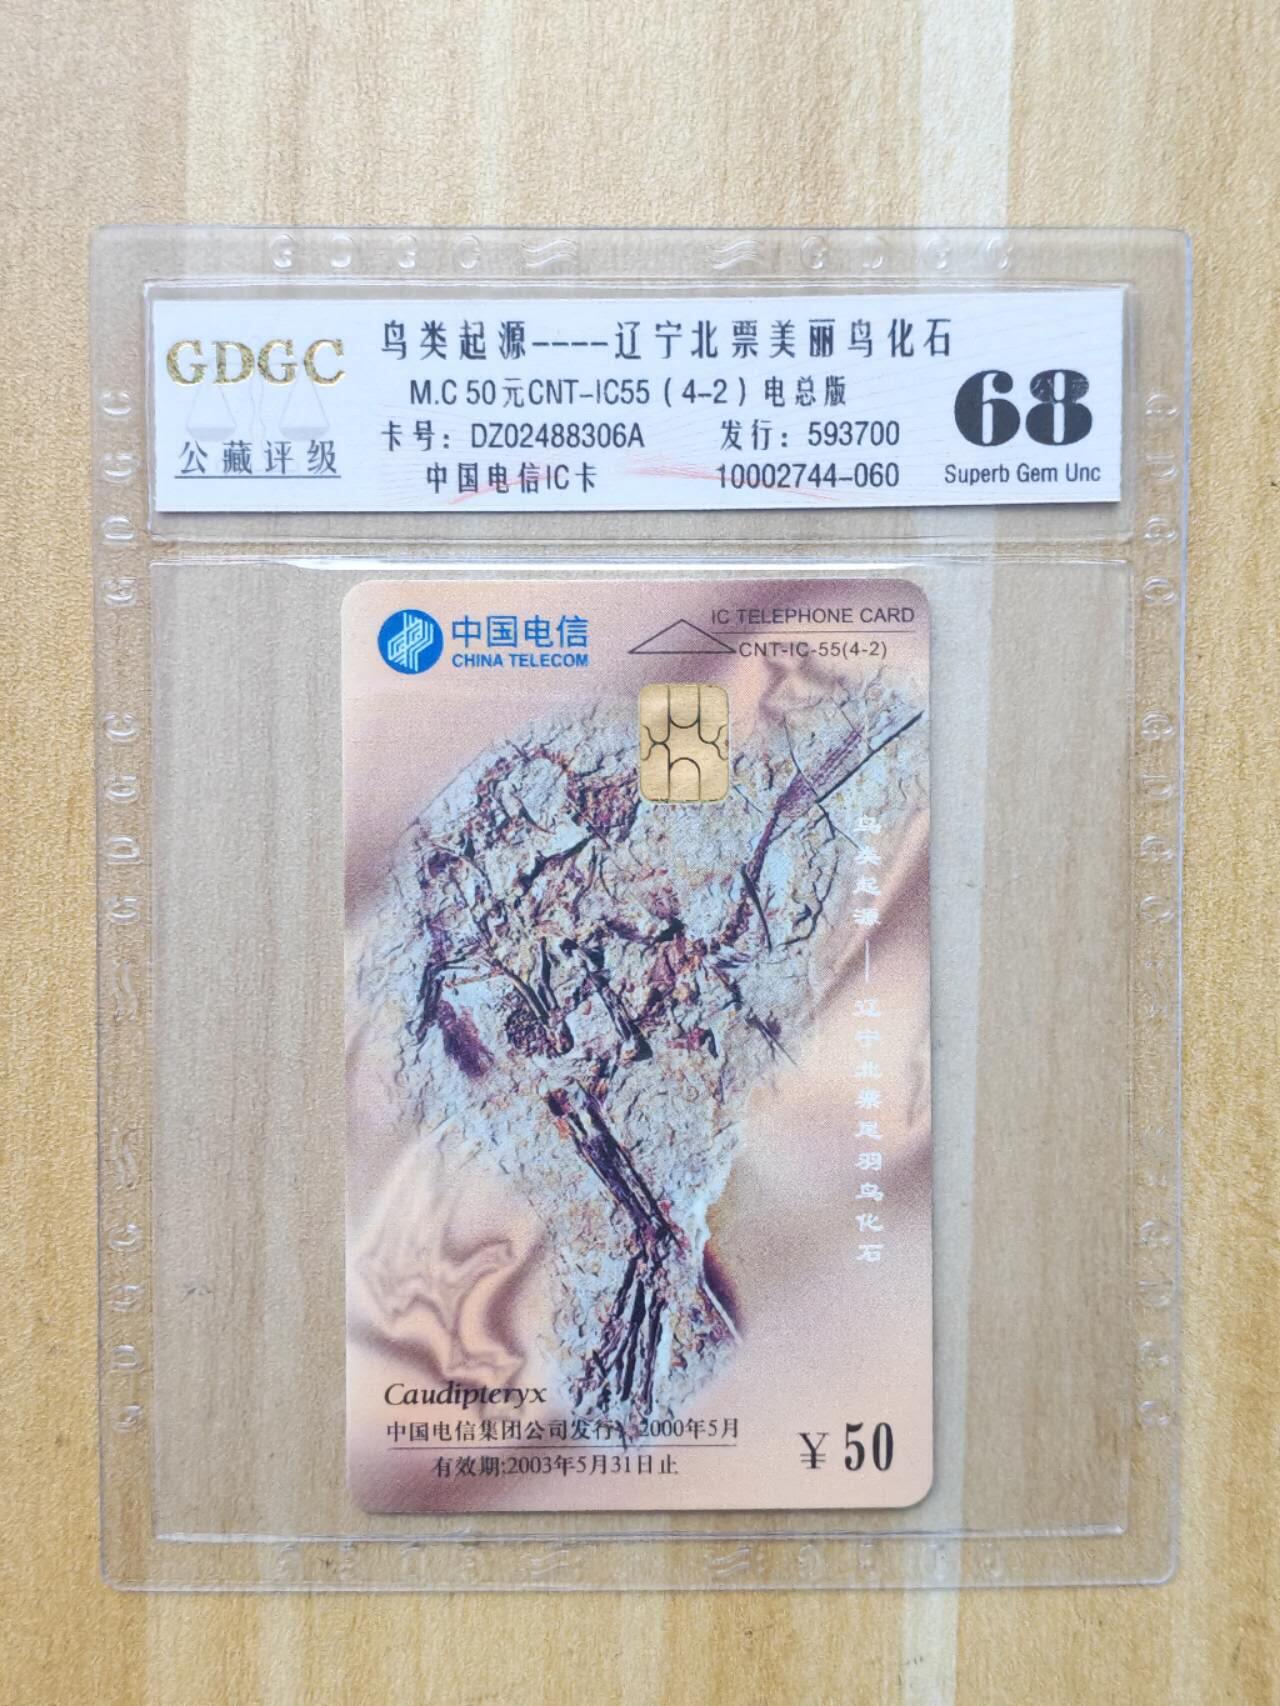 GDGC
公藏评级
鸟类起源----辽宁北票美丽鸟化石
M.C 50元CNT-IC55（4-2）电总版
卡号：DZ02488306A 发行：593700
中国电信IC卡 10002744-060
68
Superb Gem Unc
中国电信
CHINA TELECOM
IC TELEPHONE CARD
CNT-IC-55(4-2)
鸟类起源——辽宁北票尾羽鸟化石
Caudipteryx
中国电信集团公司发行 2000年5月
有效期:2003年5月31日止
¥50